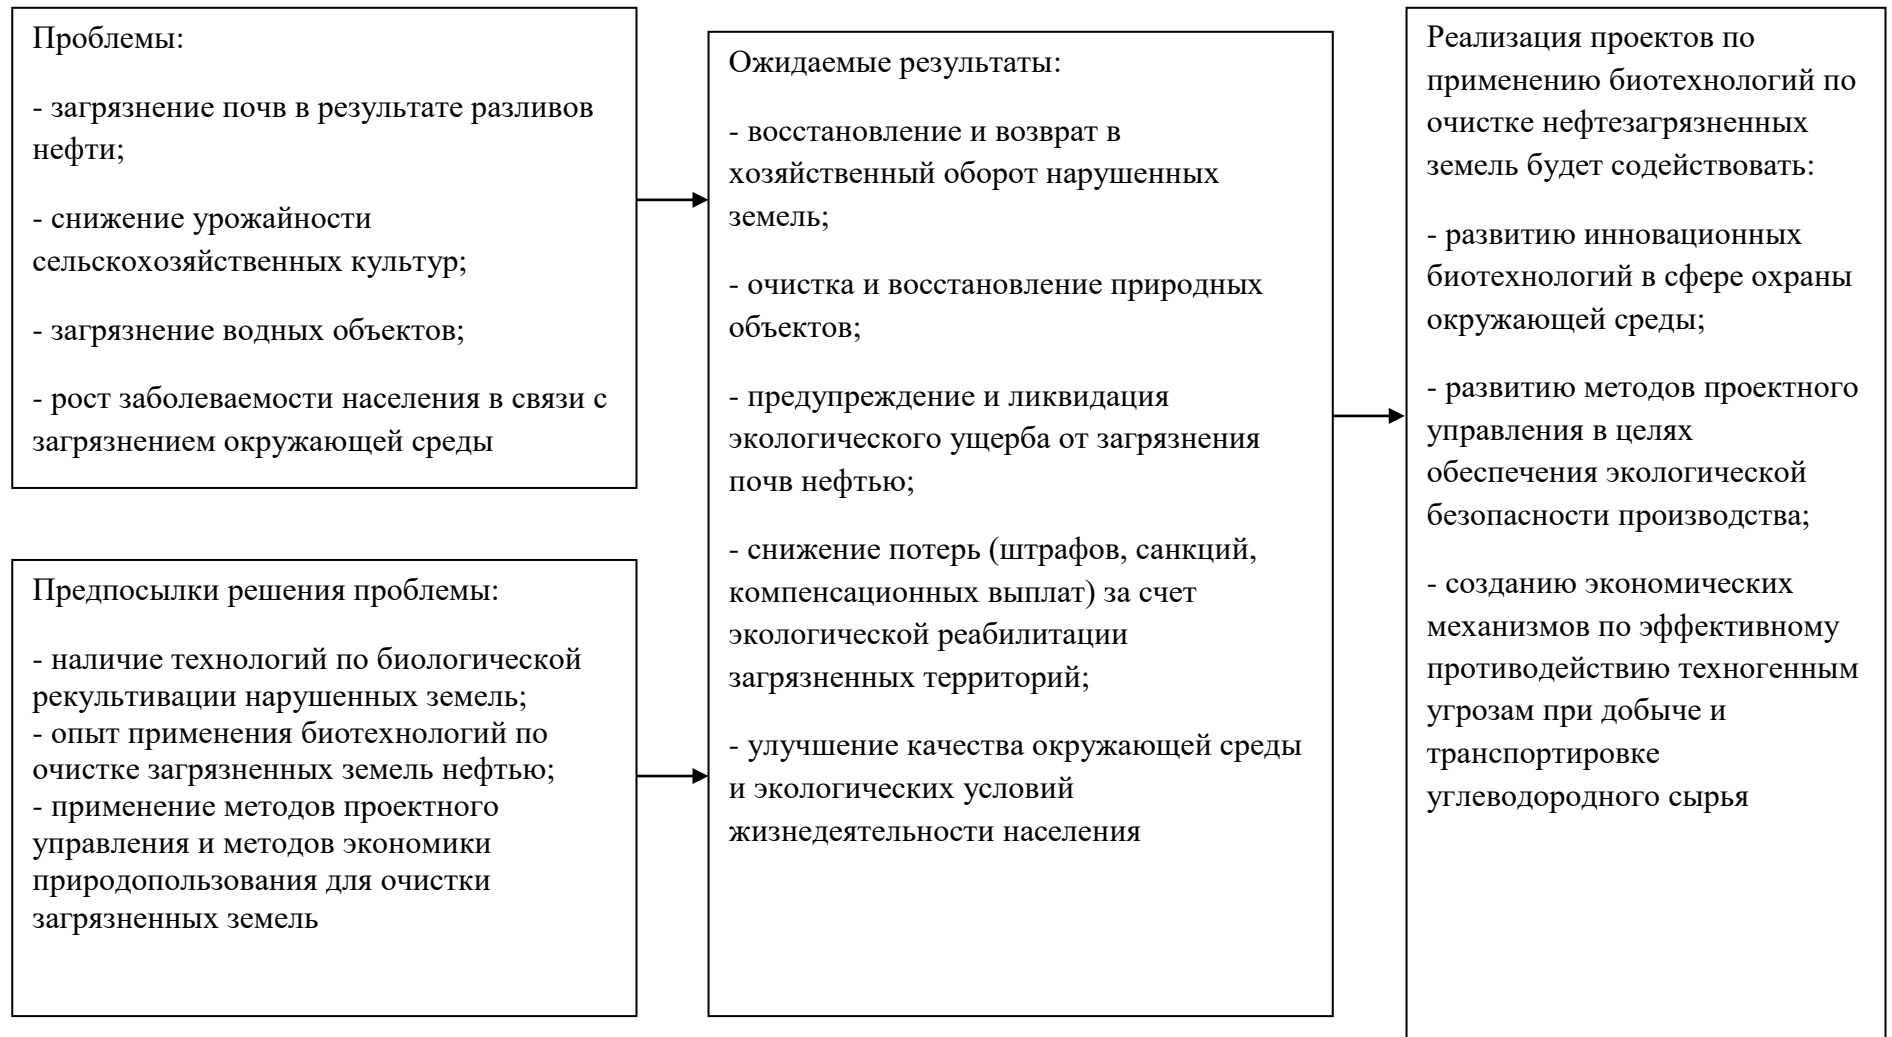 Проблемы:
- загрязнение почв в результате разливов
нефти;
- снижение урожайности
сельскохозяйственных культур;
- загрязнение водных объектов;
- рост заболеваемости населения в связи с
загрязнением окружающей среды
Предпосылки решения проблемы:
- наличие технологий по биологической
рекультивации нарушенных земель;
- опыт применения биотехнологий по
очистке загрязненных земель нефтью;
- применение методов проектного
управления и методов экономики
природопользования для очистки
загрязненных земель
Ожидаемые результаты:
- восстановление и возврат в
хозяйственный оборот нарушенных
земель;
- очистка и восстановление природных
объектов;
- предупреждение и ликвидация
экологического ущерба от загрязнения
почв нефтью;
- снижение потерь (штрафов, санкций,
компенсационных выплат) за счет
экологической реабилитации
загрязненных территорий;
- улучшение качества окружающей среды
и экологических условий
жизнедеятельности населения
Реализация проектов по
применению биотехнологий по
очистке нефтезагрязненных
земель будет содействовать:
- развитию инновационных
биотехнологий в сфере охраны
окружающей среды;
- развитию методов проектного
управления в целях
обеспечения экологической
безопасности производства;
- созданию экономических
механизмов по эффективному
противодействию техногенным
угрозам при добыче и
транспортировке
углеводородного сырья